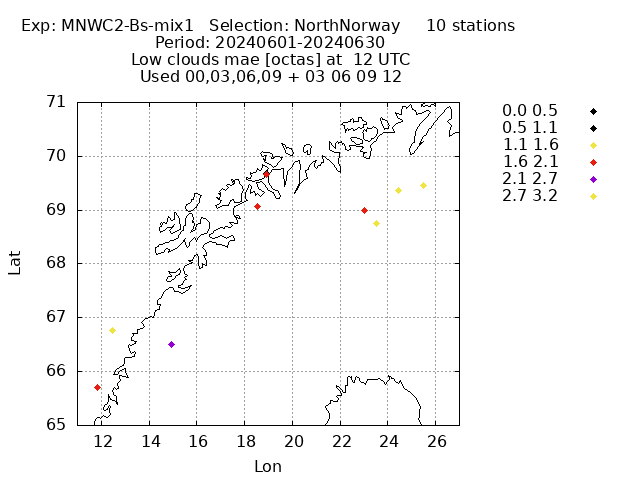 Exp: MNWC2-Bs-mix1   Selection: NorthNorway     10 stations
Period: 20240601-20240630
Low clouds mae [octas] at  12 UTC
Used 00,03,06,09 + 03 06 09 12
0.0 0.5
0.5 1.1
1.1 1.6
1.6 2.1
2.1 2.7
2.7 3.2
71
70
69
68
67
66
65
Lat
12 14 16 18 20 22 24 26
Lon